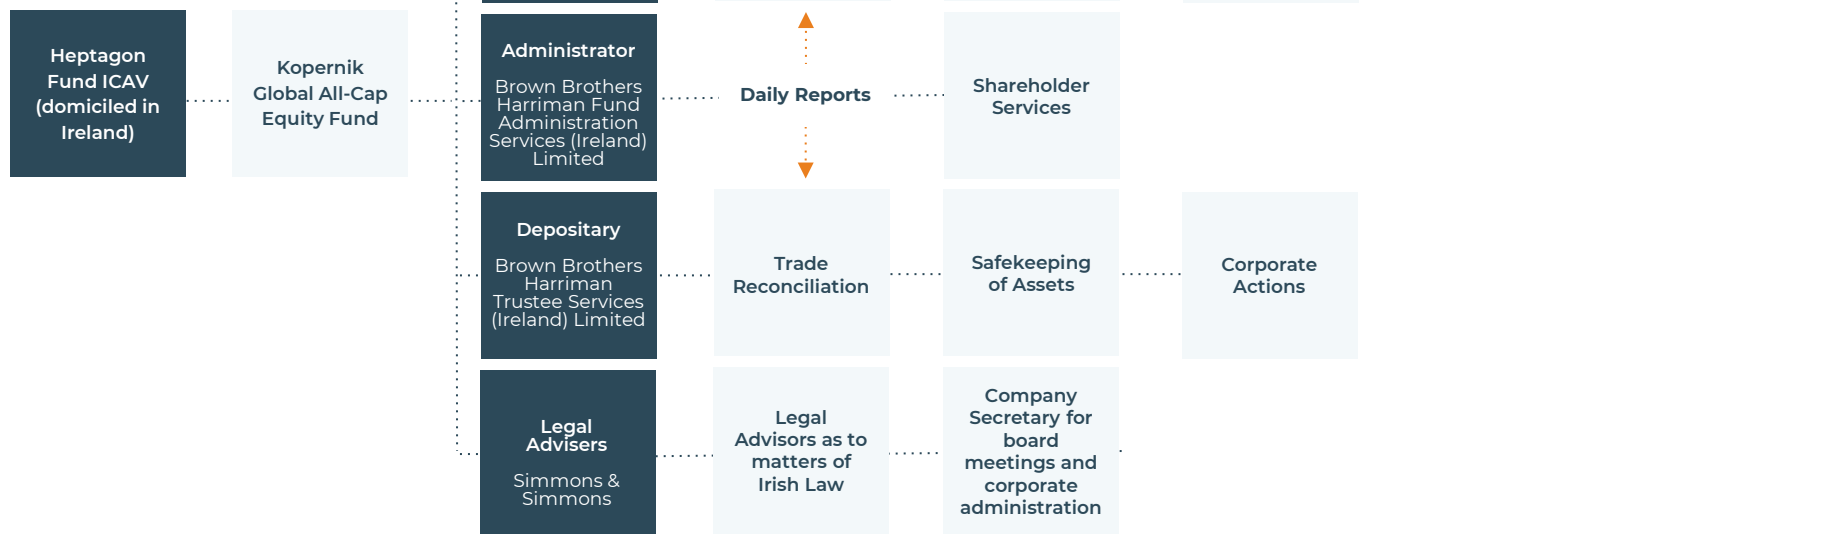 Heptagon
Fund ICAV
(domiciled in
Ireland)
Kopernik
Global All-Cap
Equity Fund
Administrator
Brown Brothers
Harriman Fund
Administration
Services (Ireland)
Limited
Daily Reports
Shareholder
Services
Depositary
Brown Brothers
Harriman
Trustee Services
(Ireland) Limited
Trade
Reconciliation
Safekeeping
of Assets
Corporate
Actions
Legal
Advisers
Simmons &
Simmons
Legal
Advisors as to
matters of
Irish Law
Company
Secretary for
board
meetings and
corporate
administration